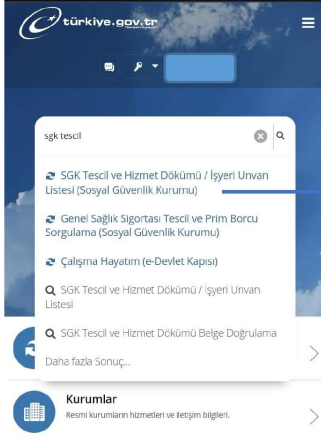 türkiye.gov.tr
sgk tescil
SGK Tescil ve Hizmet Dökümü / İşyeri Unvan
Listesi (Sosyal Güvenlik Kurumu)
Genel Sağlık Sigortası Tescil ve Prim Borcu
Sorgulama (Sosyal Güvenlik Kurumu)
Çalışma Hayatım (e-Devlet Kapısı)
SGK Tescil ve Hizmet Dökümü / İşyeri Unvan
Listesi
SGK Tescil ve Hizmet Dökümü Belge Doğrulama
Daha fazla Sonuç...
Kurumlar
Resmi kurumların hizmetleri ve iletişim bilgileri.